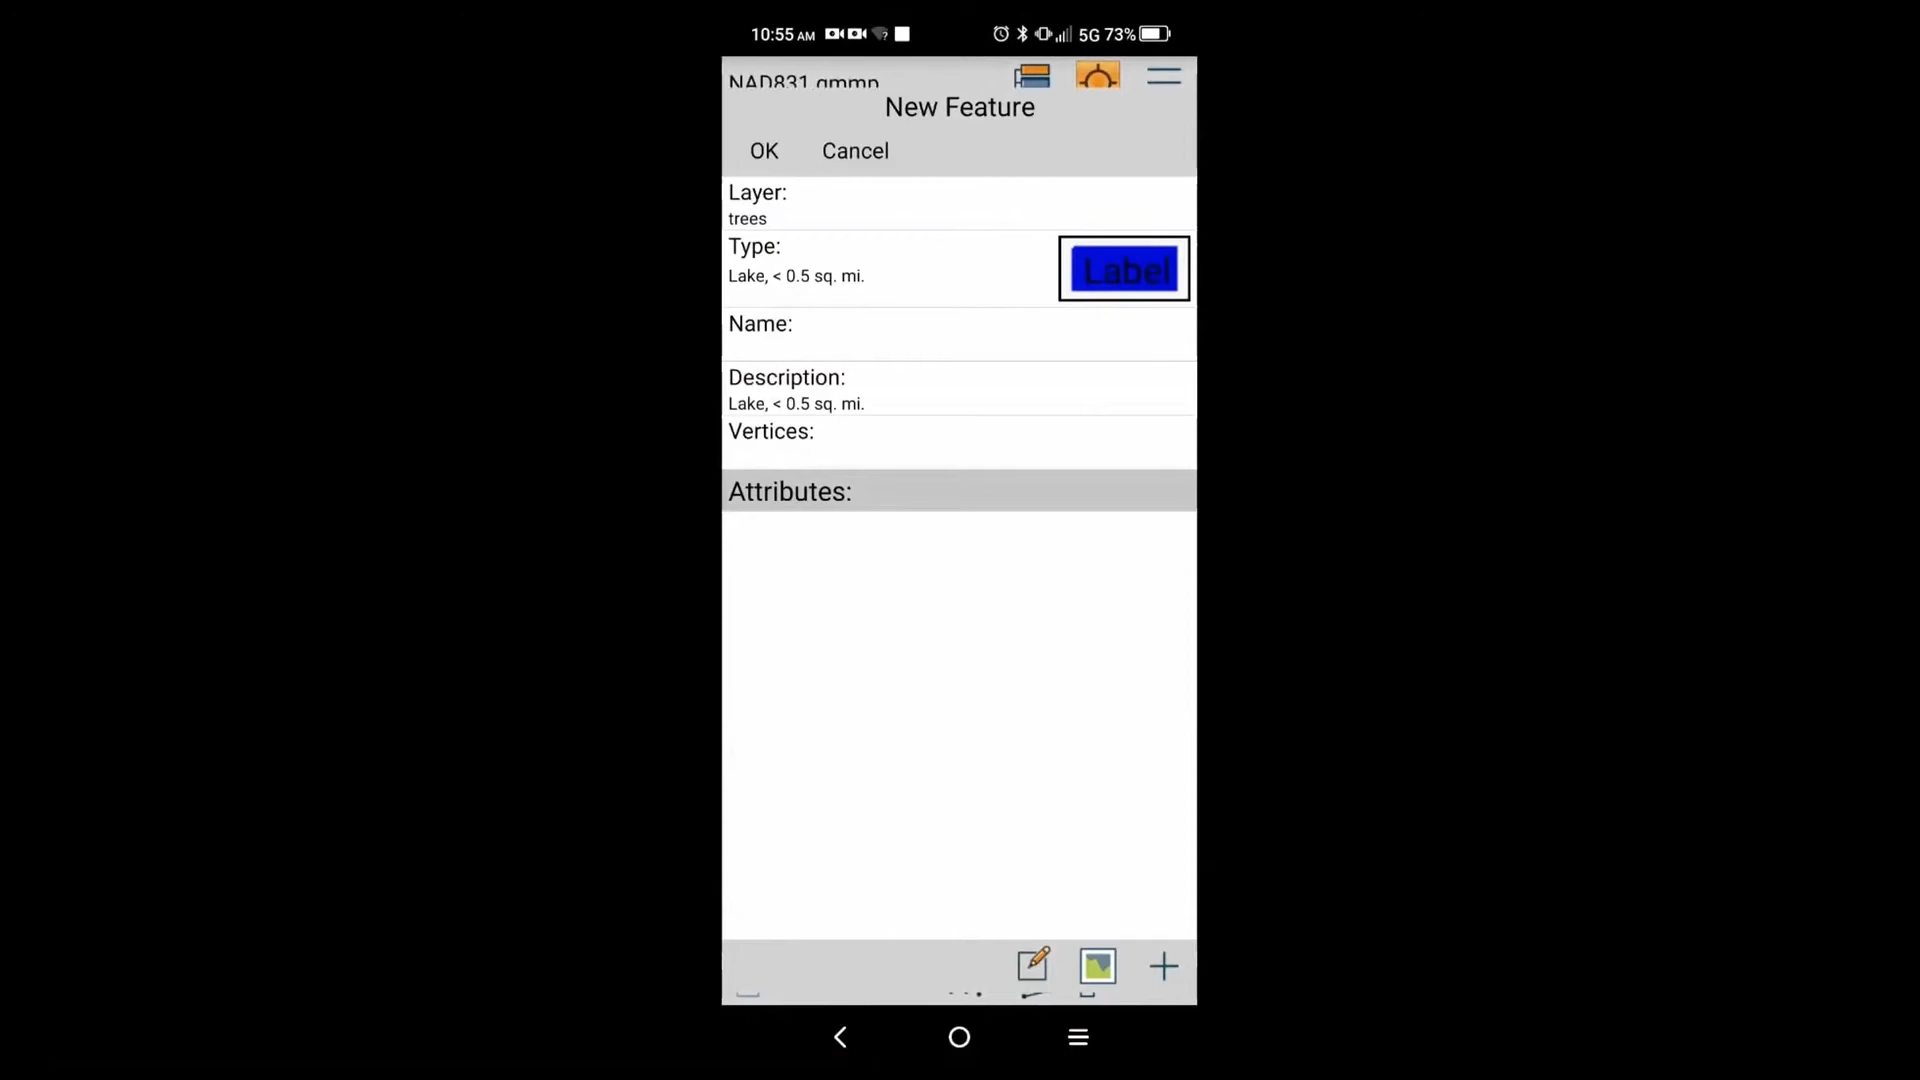 10:55 AM
5G 73%
NAD831.gmmp
New Feature
OK Cancel
Layer:
trees
Type:
Lake, < 0.5 sq. mi.
Label
Name:
Description:
Lake, < 0.5 sq. mi.
Vertices:
Attributes: